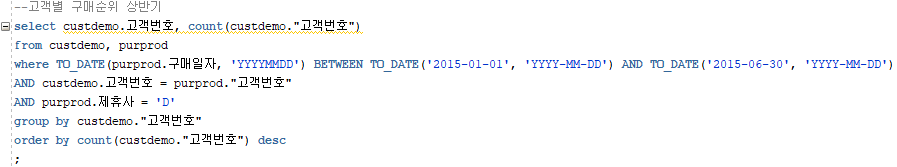 --고객별 구매순위 상반기
select custdemo.고객번호, count(custdemo."고객번호")
from custdemo, purprod
where TO_DATE(purprod.구매일자, 'YYYYMMDD') BETWEEN TO_DATE('2015-01-01', 'YYYY-MM-DD') AND TO_DATE('2015-06-30', 'YYYY-MM-DD')
AND custdemo.고객번호 = purprod."고객번호"
AND purprod.제휴사 = 'D'
group by custdemo."고객번호"
order by count(custdemo."고객번호") desc
;